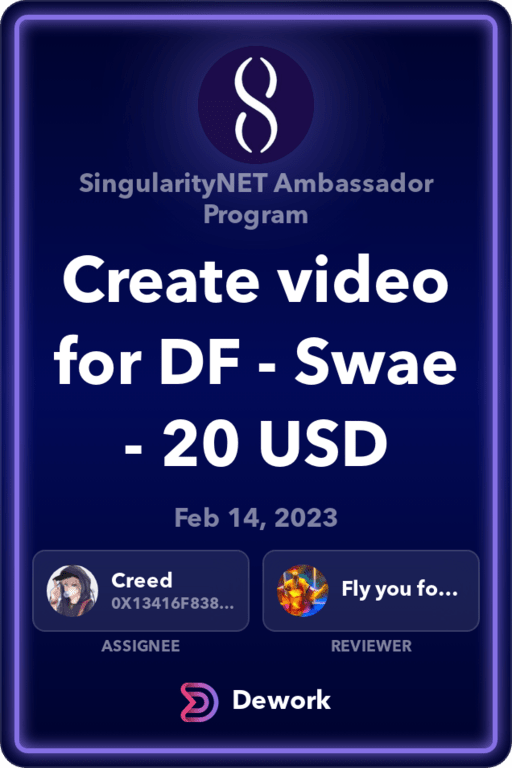 SingularityNET Ambassador
Program
Create video
for DF - Swae
- 20 USD
Feb 14, 2023
Creed
0X13416F838...
Fly you fo...
ASSIGNEE
REVIEWER
Dework